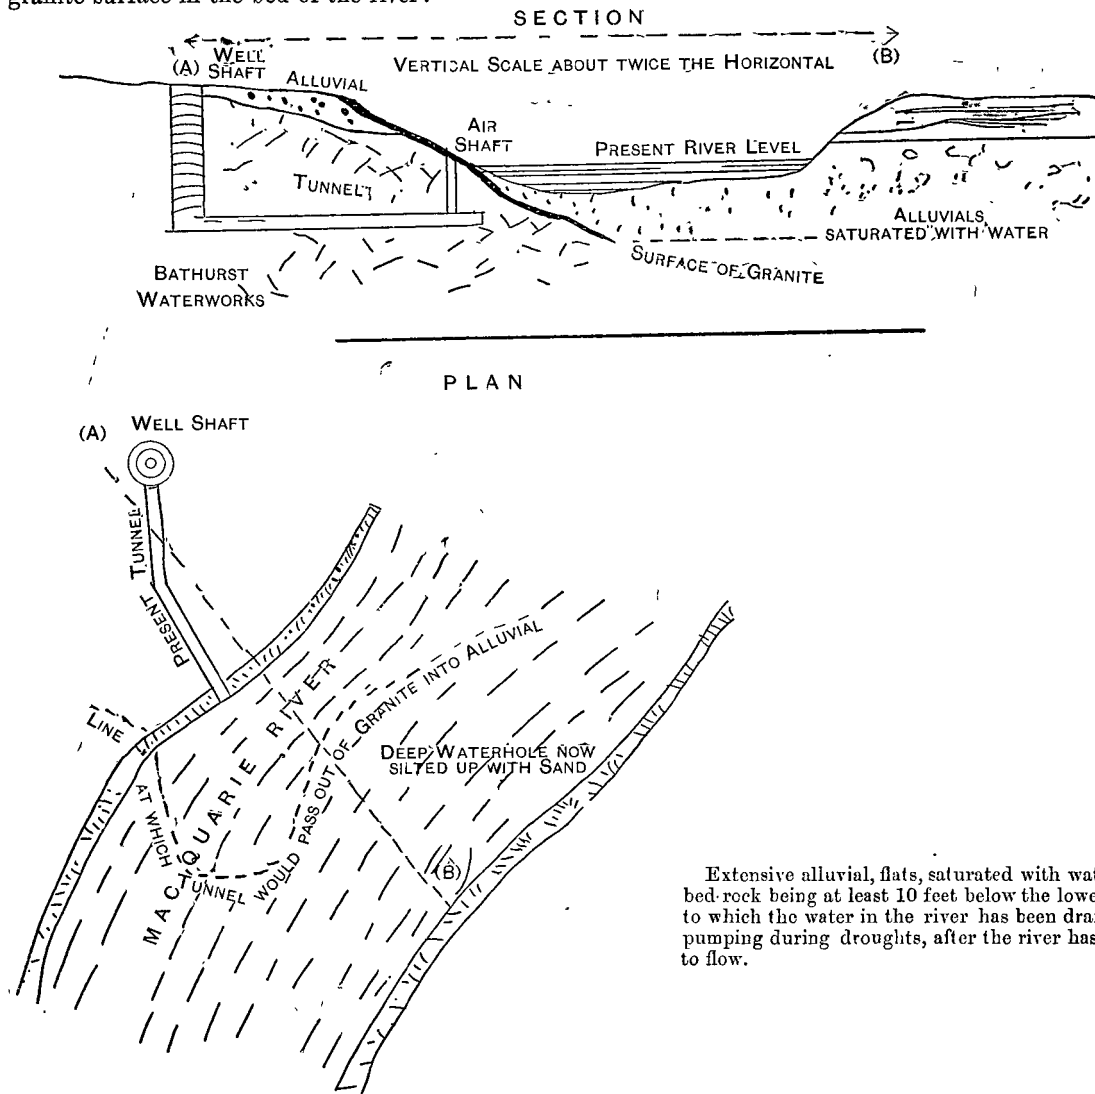 granite surface in the bed of the river.
SECTION
(A)
WELL
SHAFT
ALLUVIAL
VERTICAL SCALE ABOUT TWICE THE HORIZONTAL
(B)
AIR
SHAFT
PRESENT RIVER LEVEL
TUNNEL
ALLUVIALS
SATURATED WITH WATER
SURFACE OF GRANITE
BATHURST
WATERWORKS
PLAN
(A)
WELL SHAFT
PRESENT TUNNEL
LINE AT WHICH TUNNEL WOULD PASS OUT OF GRANITE INTO ALLUVIAL
MACQUARIE RIVER
DEEP WATERHOLE NOW
SILTED UP WITH SAND
(B)
Extensive alluvial, flats, saturated with wat
bed-rock being at least 10 feet below the lowe
to which the water in the river has been dra
pumping during droughts, after the river has
to flow.